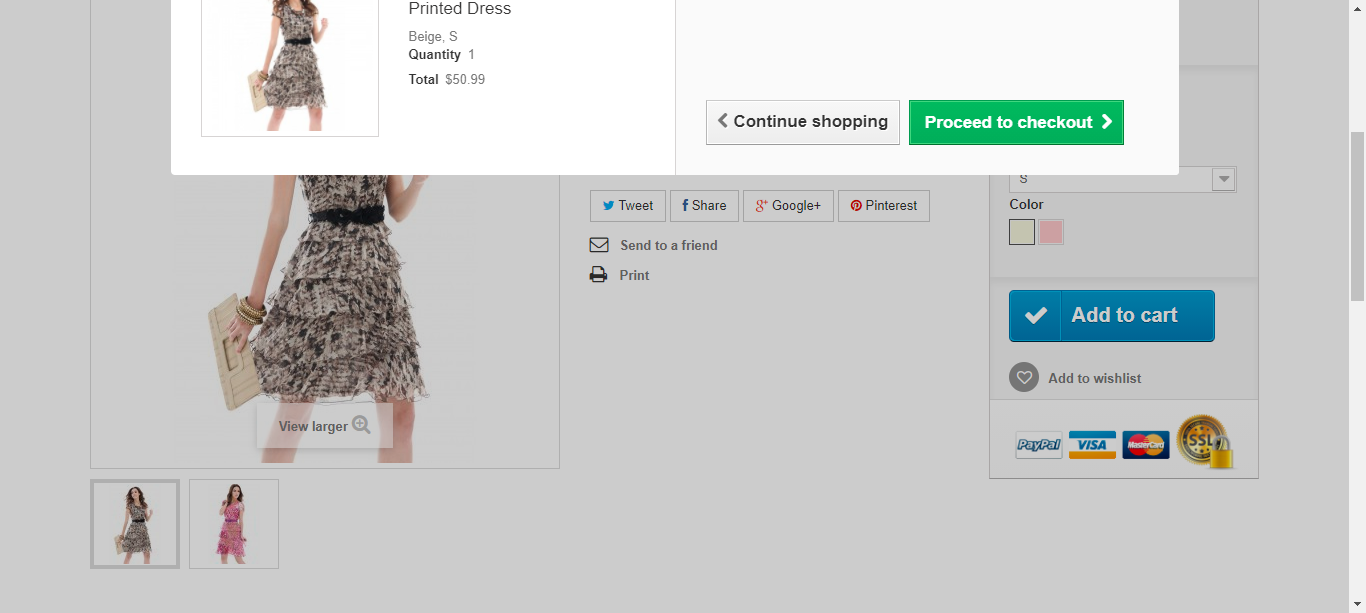 Printed Dress
Beige, S
Quantity 1
Total $50.99
Continue shopping
Proceed to checkout
Tweet
Share
Google+
Pinterest
Send to a friend
Print
S
Color
Add to cart
Add to wishlist
View larger
PayPal
VISA
MasterCard
SSL